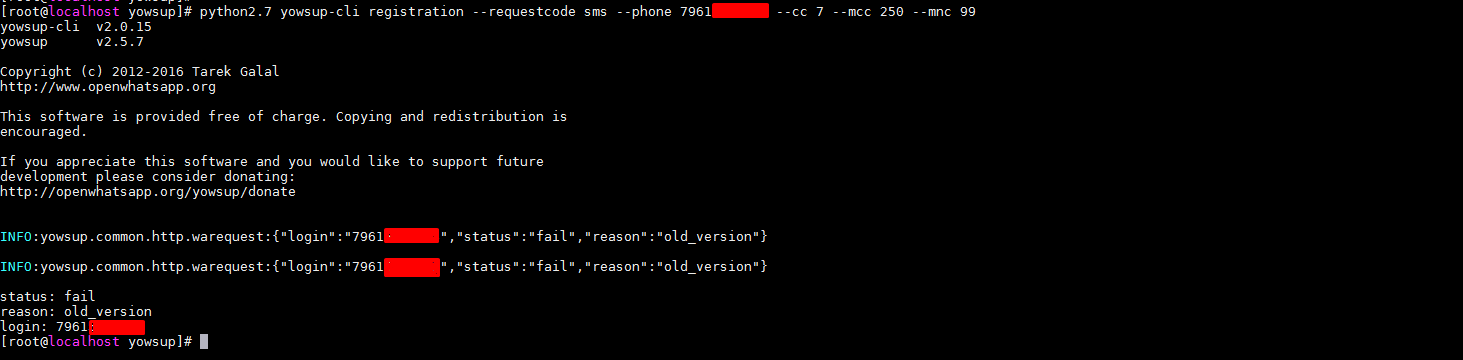 [root@localhost yowsup]# python2.7 yowsup-cli registration --requestcode sms --phone 7961 --cc 7 --mcc 250 --mnc 99
yowsup-cli  v2.0.15
yowsup      v2.5.7
Copyright (c) 2012-2016 Tarek Galal
http://www.openwhatsapp.org
This software is provided free of charge. Copying and redistribution is
encouraged.
If you appreciate this software and you would like to support future
development please consider donating:
http://openwhatsapp.org/yowsup/donate
INFO:yowsup.common.http.warequest:{"login":"7961","status":"fail","reason":"old_version"}
INFO:yowsup.common.http.warequest:{"login":"7961","status":"fail","reason":"old_version"}
status: fail
reason: old_version
login: 7961
[root@localhost yowsup]#